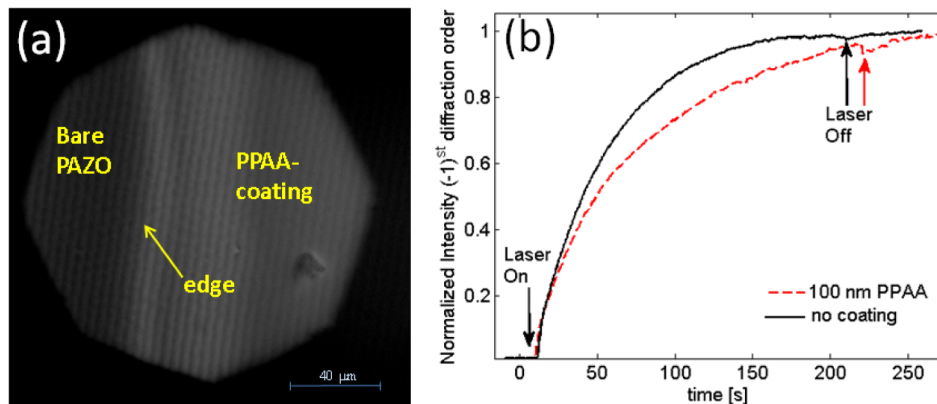 (a)
Bare
PAZO
PPAA-
coating
edge
40 µm
(b)
Normalized Intensity (-1)st diffraction order
1
0.8
0.6
0.4
0.2
Laser
On
Laser
Off
100 nm PPAA
no coating
0
50
100
150
200
250
time [s]